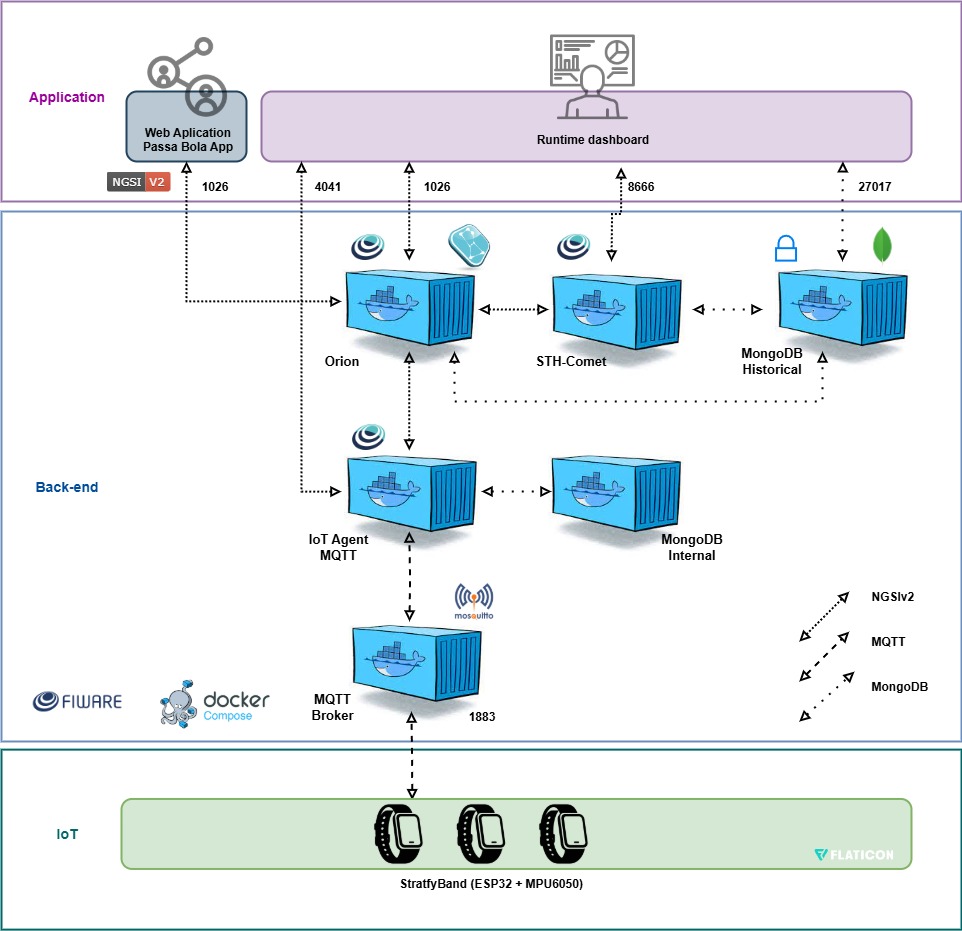 Application
Web Aplication
Passa Bola App
Runtime dashboard
NGSI V2
1026
4041
1026
8666
27017
Orion
STH-Comet
MongoDB
Historical
Back-end
IoT Agent
MQTT
MongoDB
Internal
mosquitto
NGSIv2
MQTT
MongoDB
FIWARE
docker
Compose
MQTT
Broker
1883
IoT
FLATICON
StratfyBand (ESP32 + MPU6050)